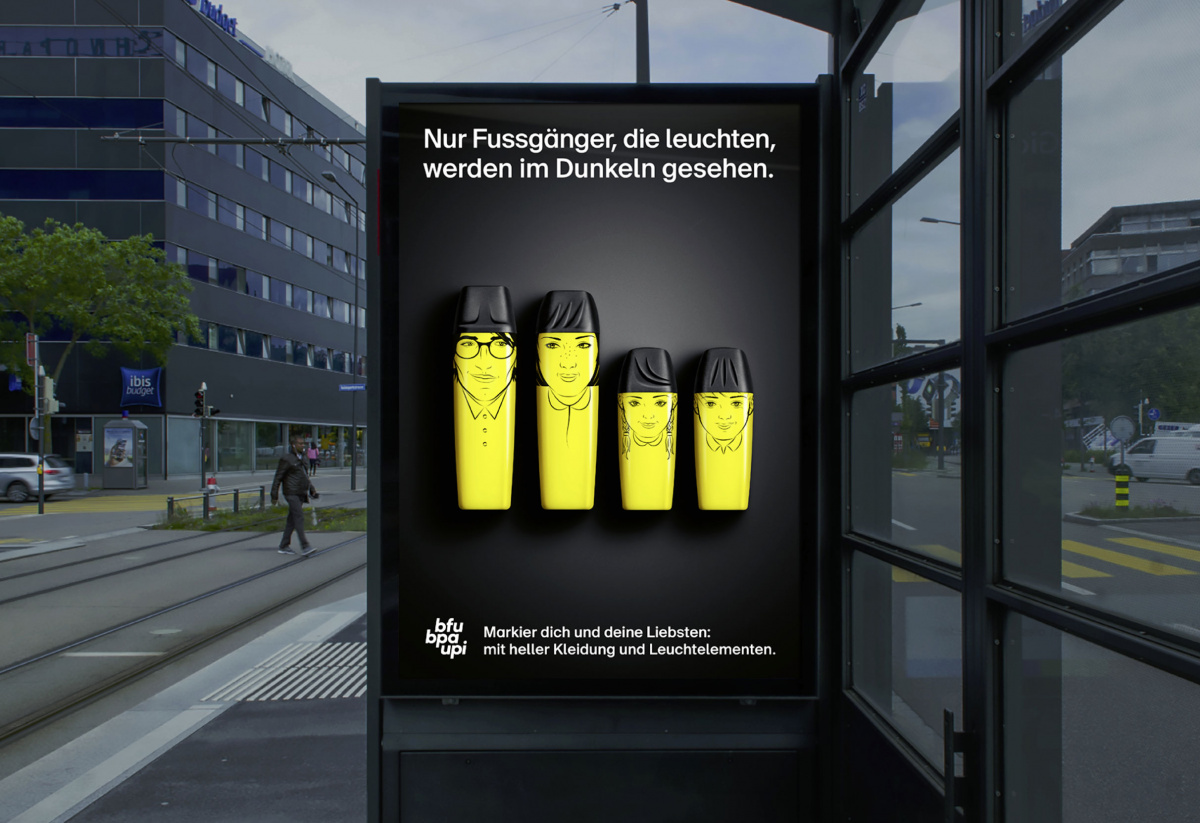 budget
Nur Fussgänger, die leuchten,
werden im Dunkeln gesehen.
ibis
budget
bfu
bpa
upi
Markier dich und deine Liebsten:
mit heller Kleidung und Leuchtelementen.